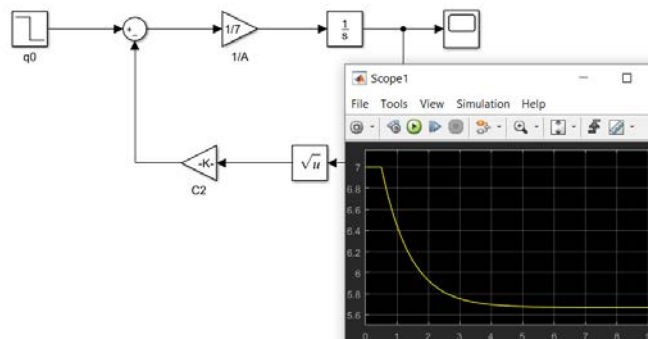 +
−
1/7
1
s
q0
1/A
-K-
C2
√u
Scope1
File Tools View Simulation Help
7
6.8
6.6
6.4
6.2
6
5.8
5.6
0 1 2 3 4 5 6 7 8